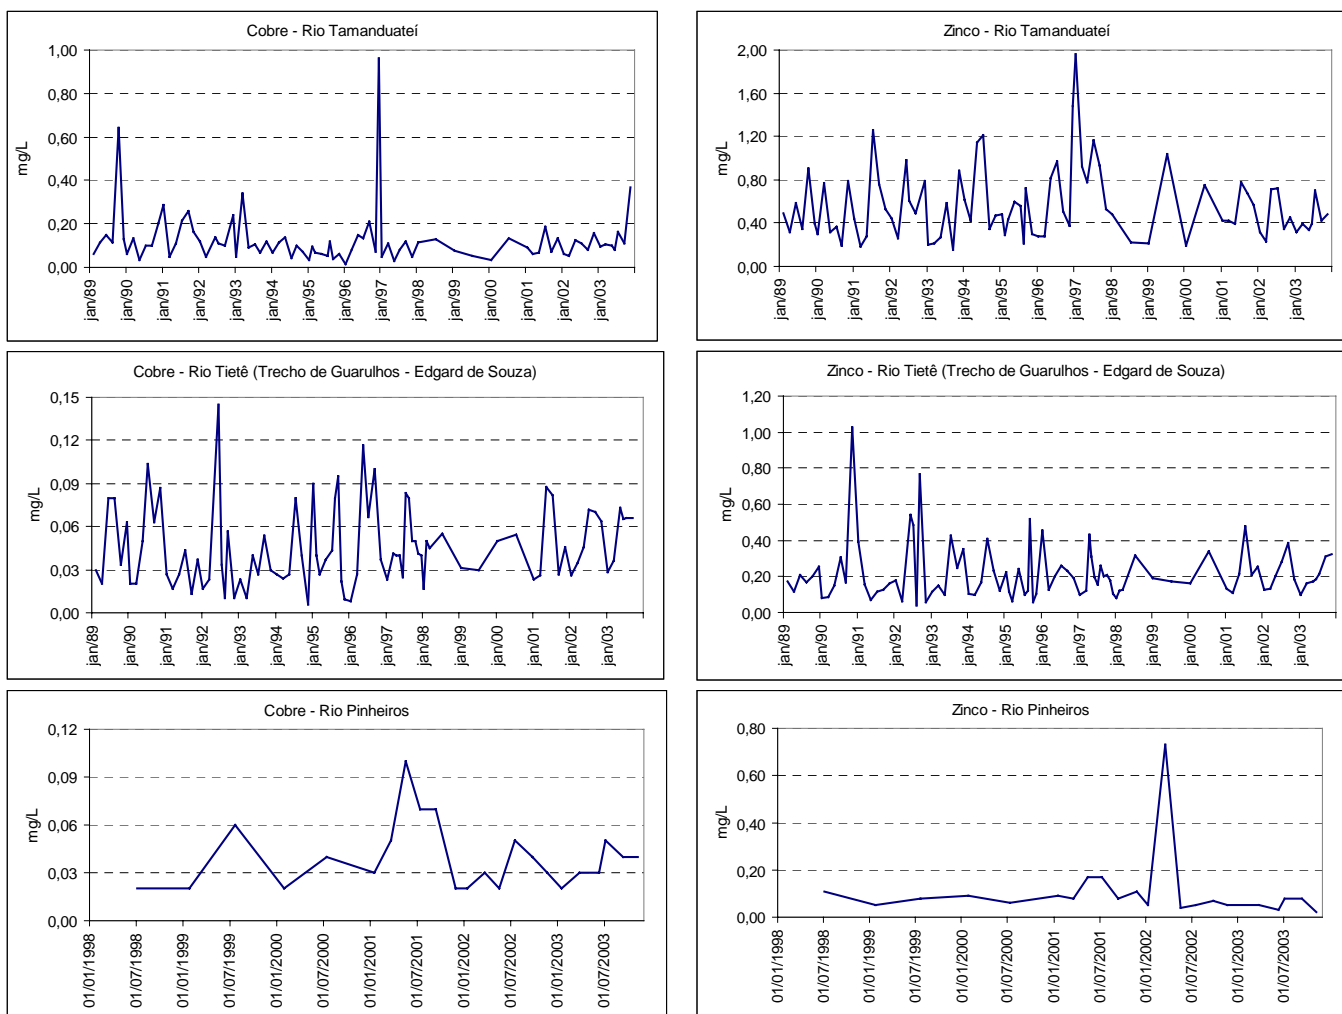 Cobre - Rio Tamanduateí
1,00
0,80
0,60
0,40
0,20
0,00
mg/L
jan/89
jan/90
jan/91
jan/92
jan/93
jan/94
jan/95
jan/96
jan/97
jan/98
jan/99
jan/00
jan/01
jan/02
jan/03
Zinco - Rio Tamanduateí
2,00
1,60
1,20
0,80
0,40
0,00
mg/L
jan/89
jan/90
jan/91
jan/92
jan/93
jan/94
jan/95
jan/96
jan/97
jan/98
jan/99
jan/00
jan/01
jan/02
jan/03
Cobre - Rio Tietê (Trecho de Guarulhos - Edgard de Souza)
0,15
0,12
0,09
0,06
0,03
0,00
mg/L
jan/89
jan/90
jan/91
jan/92
jan/93
jan/94
jan/95
jan/96
jan/97
jan/98
jan/99
jan/00
jan/01
jan/02
jan/03
Zinco - Rio Tietê (Trecho de Guarulhos - Edgard de Souza)
1,20
1,00
0,80
0,60
0,40
0,20
0,00
mg/L
jan/89
jan/90
jan/91
jan/92
jan/93
jan/94
jan/95
jan/96
jan/97
jan/98
jan/99
jan/00
jan/01
jan/02
jan/03
Cobre - Rio Pinheiros
0,12
0,09
0,06
0,03
0,00
mg/L
01/01/1998
01/07/1998
01/01/1999
01/07/1999
01/01/2000
01/07/2000
01/01/2001
01/07/2001
01/01/2002
01/07/2002
01/01/2003
01/07/2003
Zinco - Rio Pinheiros
0,80
0,60
0,40
0,20
0,00
mg/L
01/01/1998
01/07/1998
01/01/1999
01/07/1999
01/01/2000
01/07/2000
01/01/2001
01/07/2001
01/01/2002
01/07/2002
01/01/2003
01/07/2003